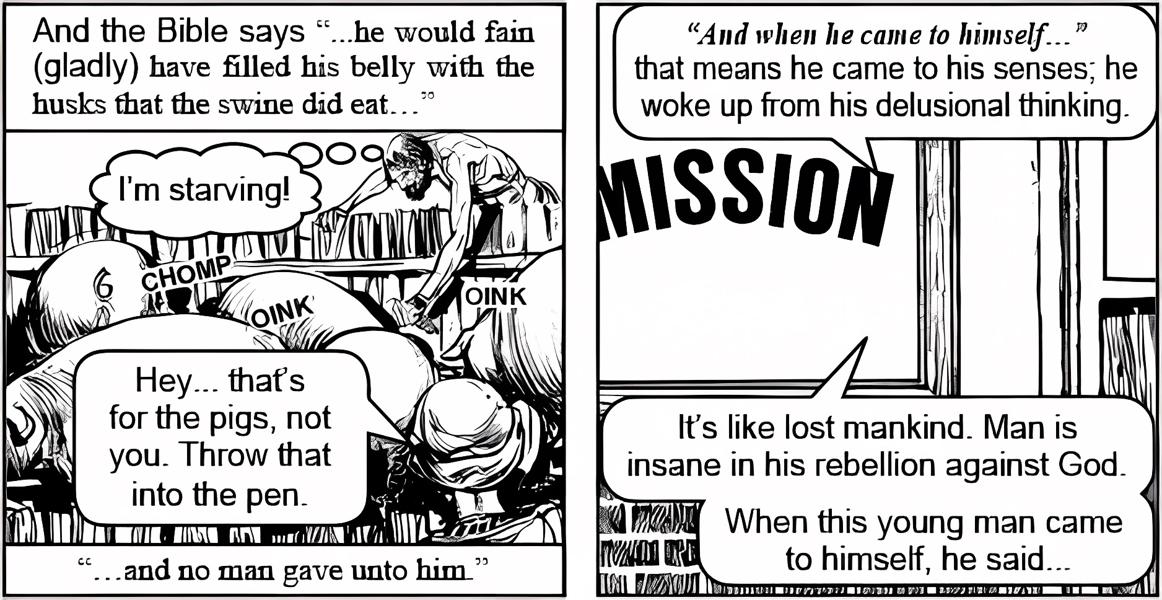 And the Bible says “...he would fain
(gladly) have filled his belly with the
husks that the swine did eat...”
I'm starving!
6
CHOMP
OINK
OINK
Hey... that's
for the pigs, not
you. Throw that
into the pen.
“...and no man gave unto him.”
“And when he came to himself...”
that means he came to his senses; he
woke up from his delusional thinking.
MISSION
It's like lost mankind. Man is
insane in his rebellion against God.
When this young man came
to himself, he said...